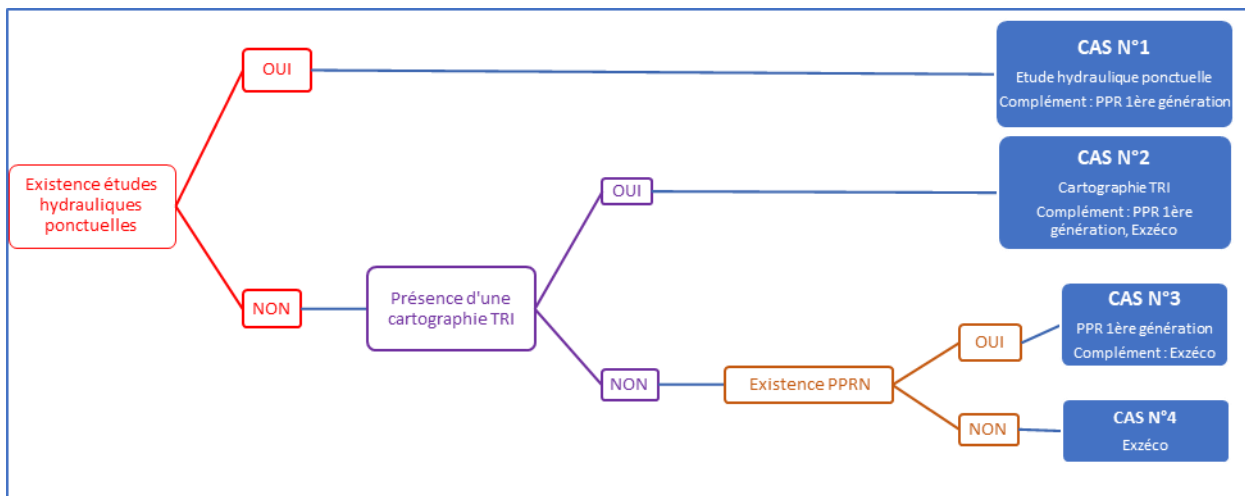 Existence études
hydrauliques
ponctuelles
OUI
CAS N°1
Etude hydraulique ponctuelle
Complément : PPR 1ère génération
NON
Présence d'une
cartographie TRI
OUI
CAS N°2
Cartographie TRI
Complément : PPR 1ère
génération, Exzéco
NON
Existence PPRN
OUI
CAS N°3
PPR 1ère génération
Complément : Exzéco
NON
CAS N°4
Exzéco